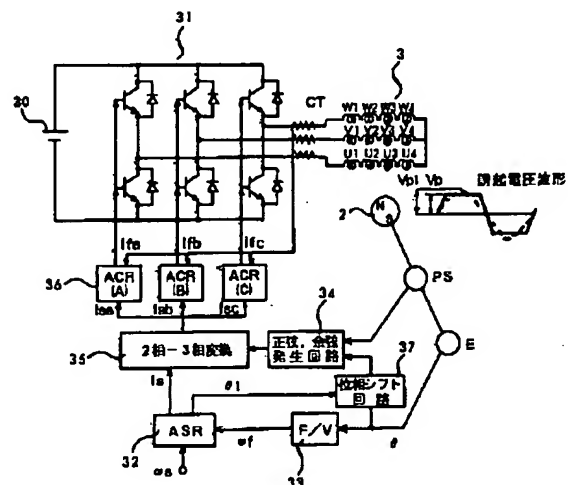 31
30
CT
3
W1 W2 W3 W4
V1 V2 V3 V4
U1 U2 U3 U4
Vp1 Vp
誘起電圧波形
2
N
S
Ifa
Ifb
Ifc
36
ACR
(A)
ACR
(B)
ACR
(C)
Isa
Isb
Isc
PS
34
35
2相-3相変換
正弦,余弦
発生回路
37
E
位相シフト
回路
Is
θ1
ASR
ωf
F/V
θ
32
ωs
33